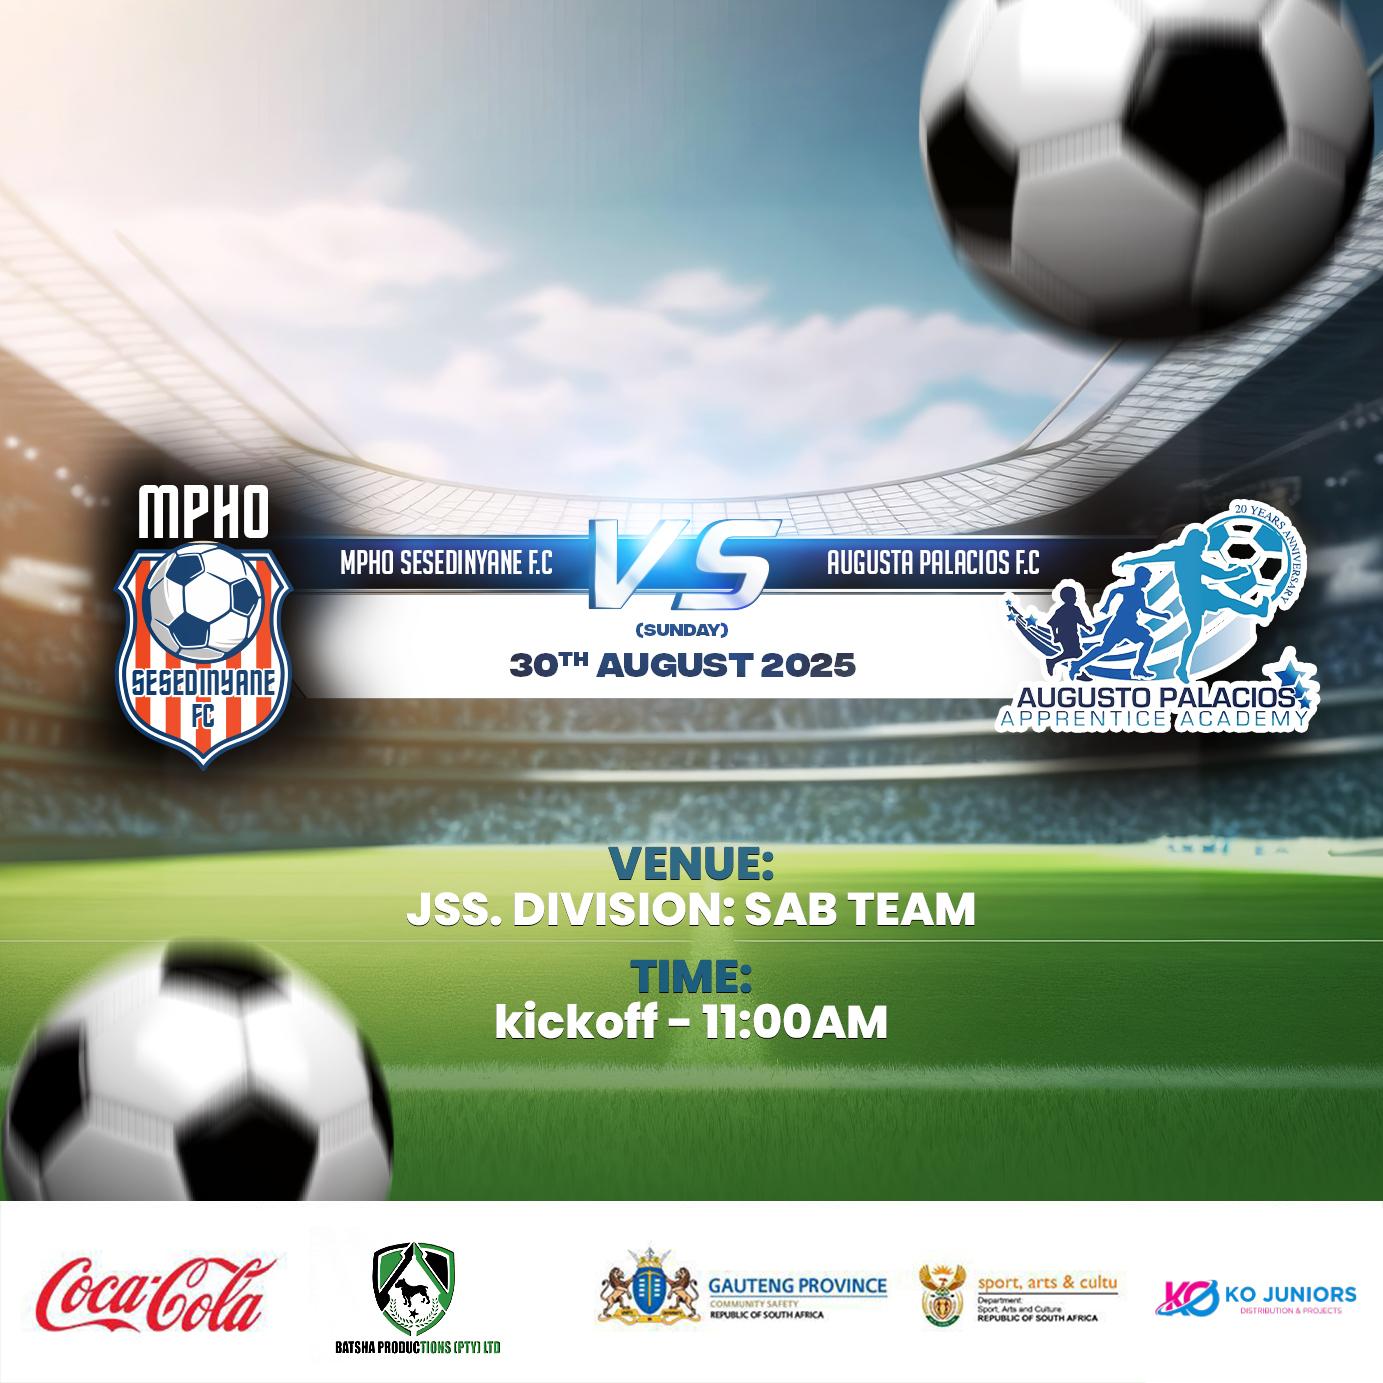 MPHO
SESEDINYANE
FC
MPHO SESEDINYANE F.C
VS
AUGUSTA PALACIOS F.C
(SUNDAY)
30TH AUGUST 2025
20 YEARS ANNIVERSARY
AUGUSTO PALACIOS
APPRENTICE ACADEMY
VENUE:
JSS. DIVISION: SAB TEAM
TIME:
kickoff - 11:00AM
Coca-Cola
BATSHA PRODUCTIONS (PTY) LTD
GAUTENG PROVINCE
COMMUNITY SAFETY
REPUBLIC OF SOUTH AFRICA
sport, arts & cultu
Department:
Sport, Arts and Culture
REPUBLIC OF SOUTH AFRICA
KO
KO JUNIORS
DISTRIBUTION & PROJECTS